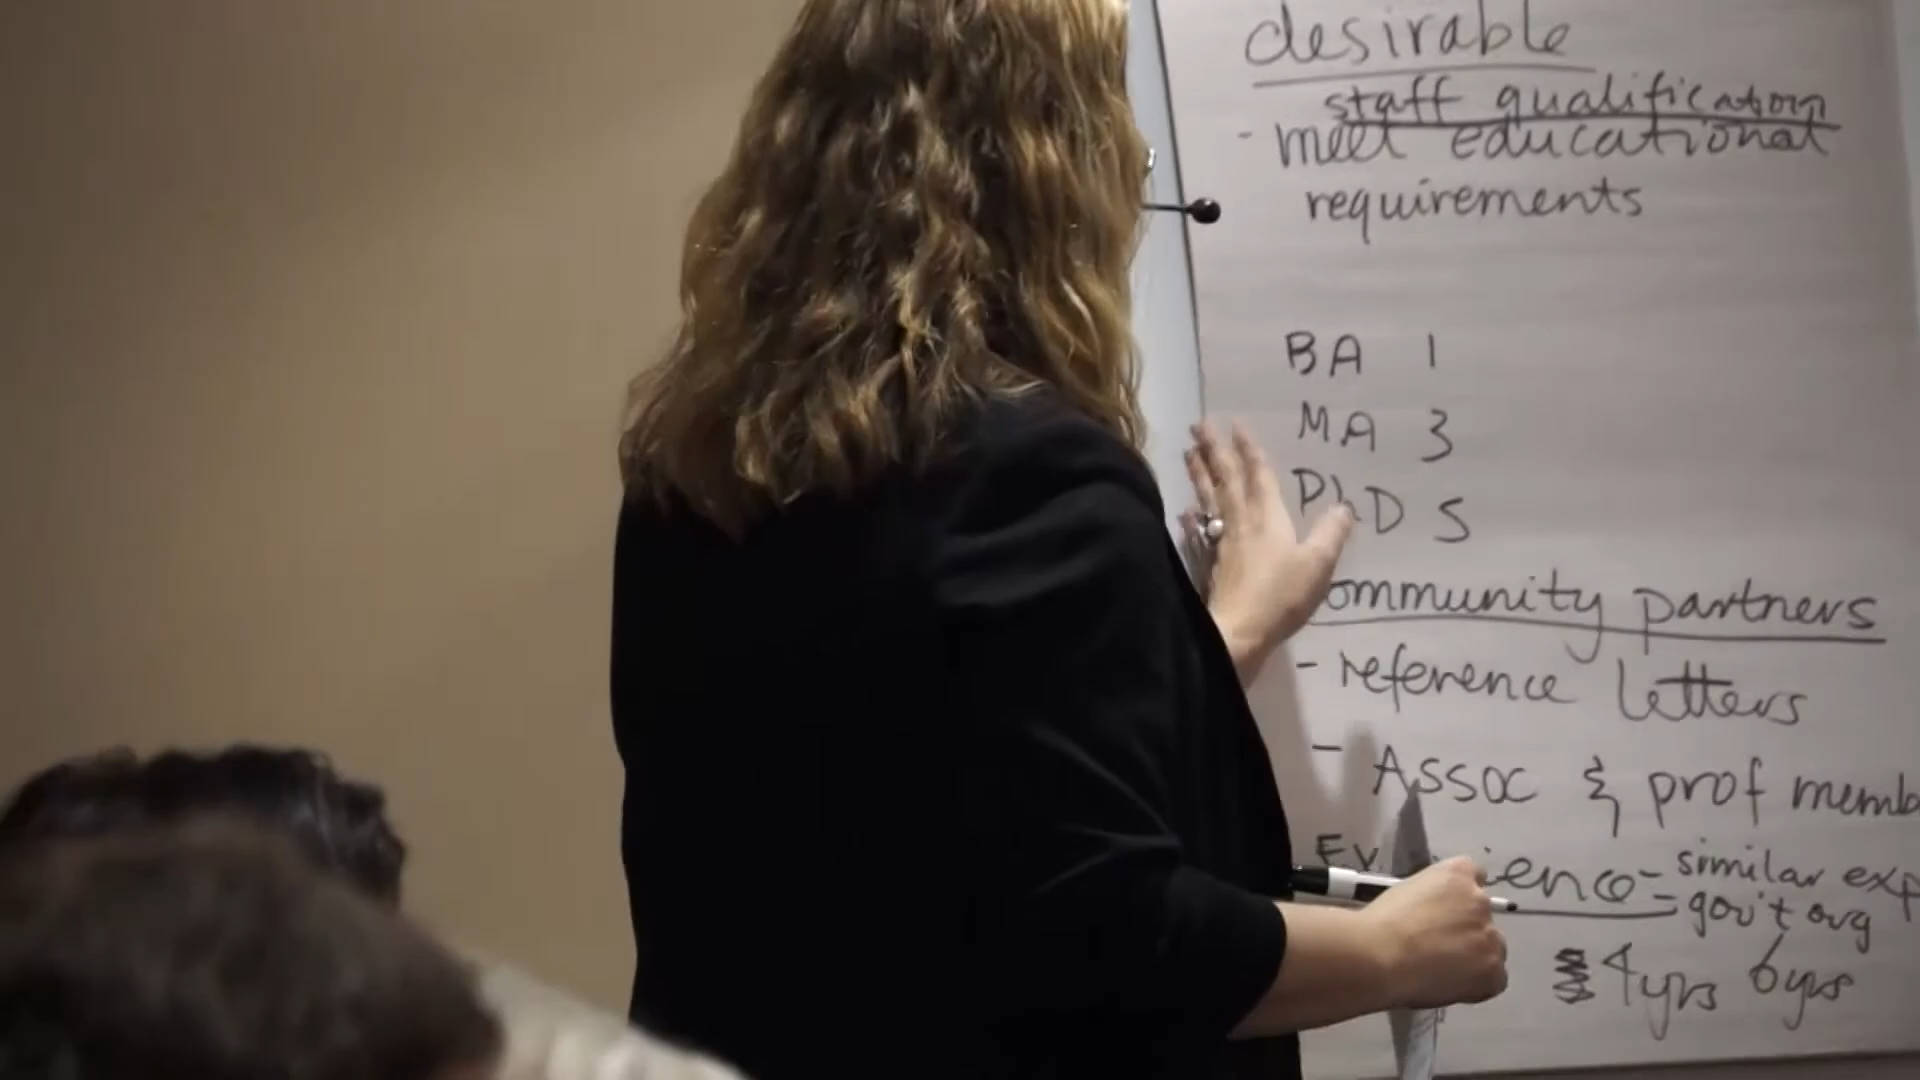 desirable
staff qualification
- meet educational
requirements
BA 1
MA 3
PhD 5
ommunity partners
- reference letters
- Assoc & prof memb
similar exp
gov't org
4yrs 6yrs